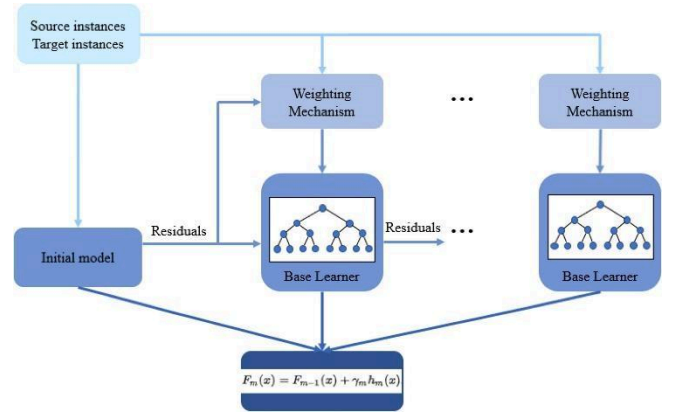 Source instances
Target instances
Weighting
Mechanism
...
Weighting
Mechanism
Residuals
Residuals
...
Initial model
Base Learner
Base Learner
F_m(x) = F_{m-1}(x) + γ_m h_m(x)